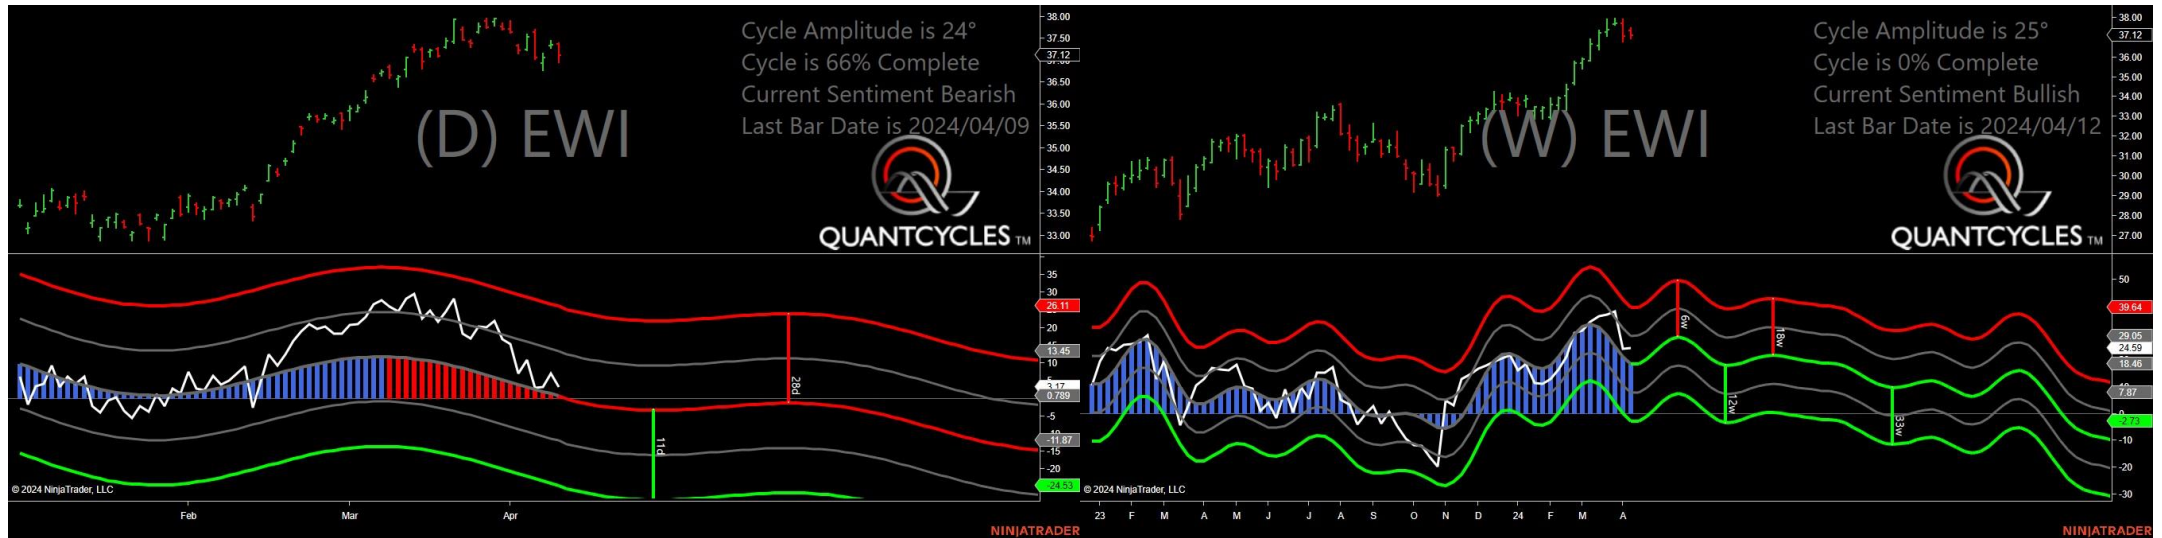 Cycle Amplitude is 24°
Cycle is 66% Complete
Current Sentiment Bearish
Last Bar Date is 2024/04/09
(D) EWI
QUANTCYCLES TM
38.00
37.50
37.12
36.50
36.00
35.50
35.00
34.50
34.00
33.50
33.00
35
30
26.11
20
13.45
10
3.17
0.789
-5
-11.87
-15
-20
-24.53
28d
11d
© 2024 NinjaTrader, LLC
Feb
Mar
Apr
NINJATRADER
Cycle Amplitude is 25°
Cycle is 0% Complete
Current Sentiment Bullish
Last Bar Date is 2024/04/12
(W) EWI
QUANTCYCLES TM
38.00
37.12
36.00
35.00
34.00
33.00
32.00
31.00
30.00
29.00
28.00
27.00
50
39.64
29.05
24.59
18.46
7.87
-2.73
-10
-20
-30
6w
18w
12w
33w
© 2024 NinjaTrader, LLC
23 F M A M J J A S O N D 24 F M A
NINJATRADER